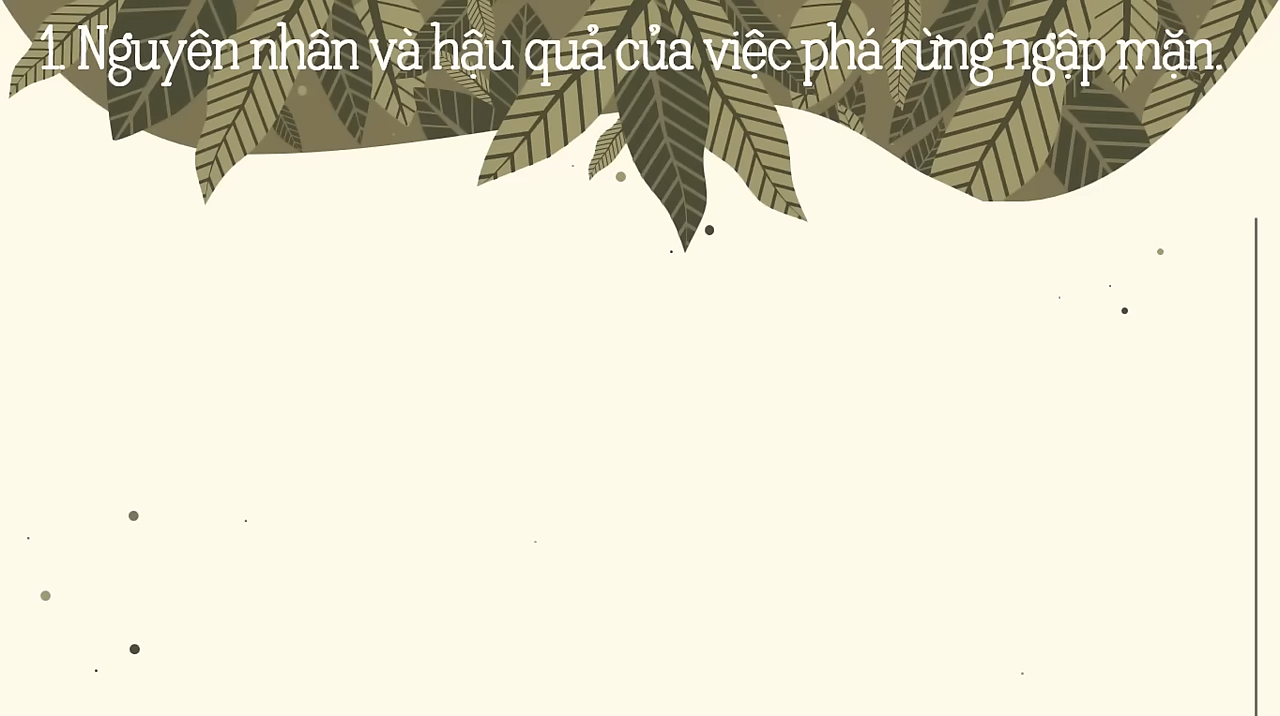 1. Nguyên nhân và hậu quả của việc phá rừng ngập mặn.